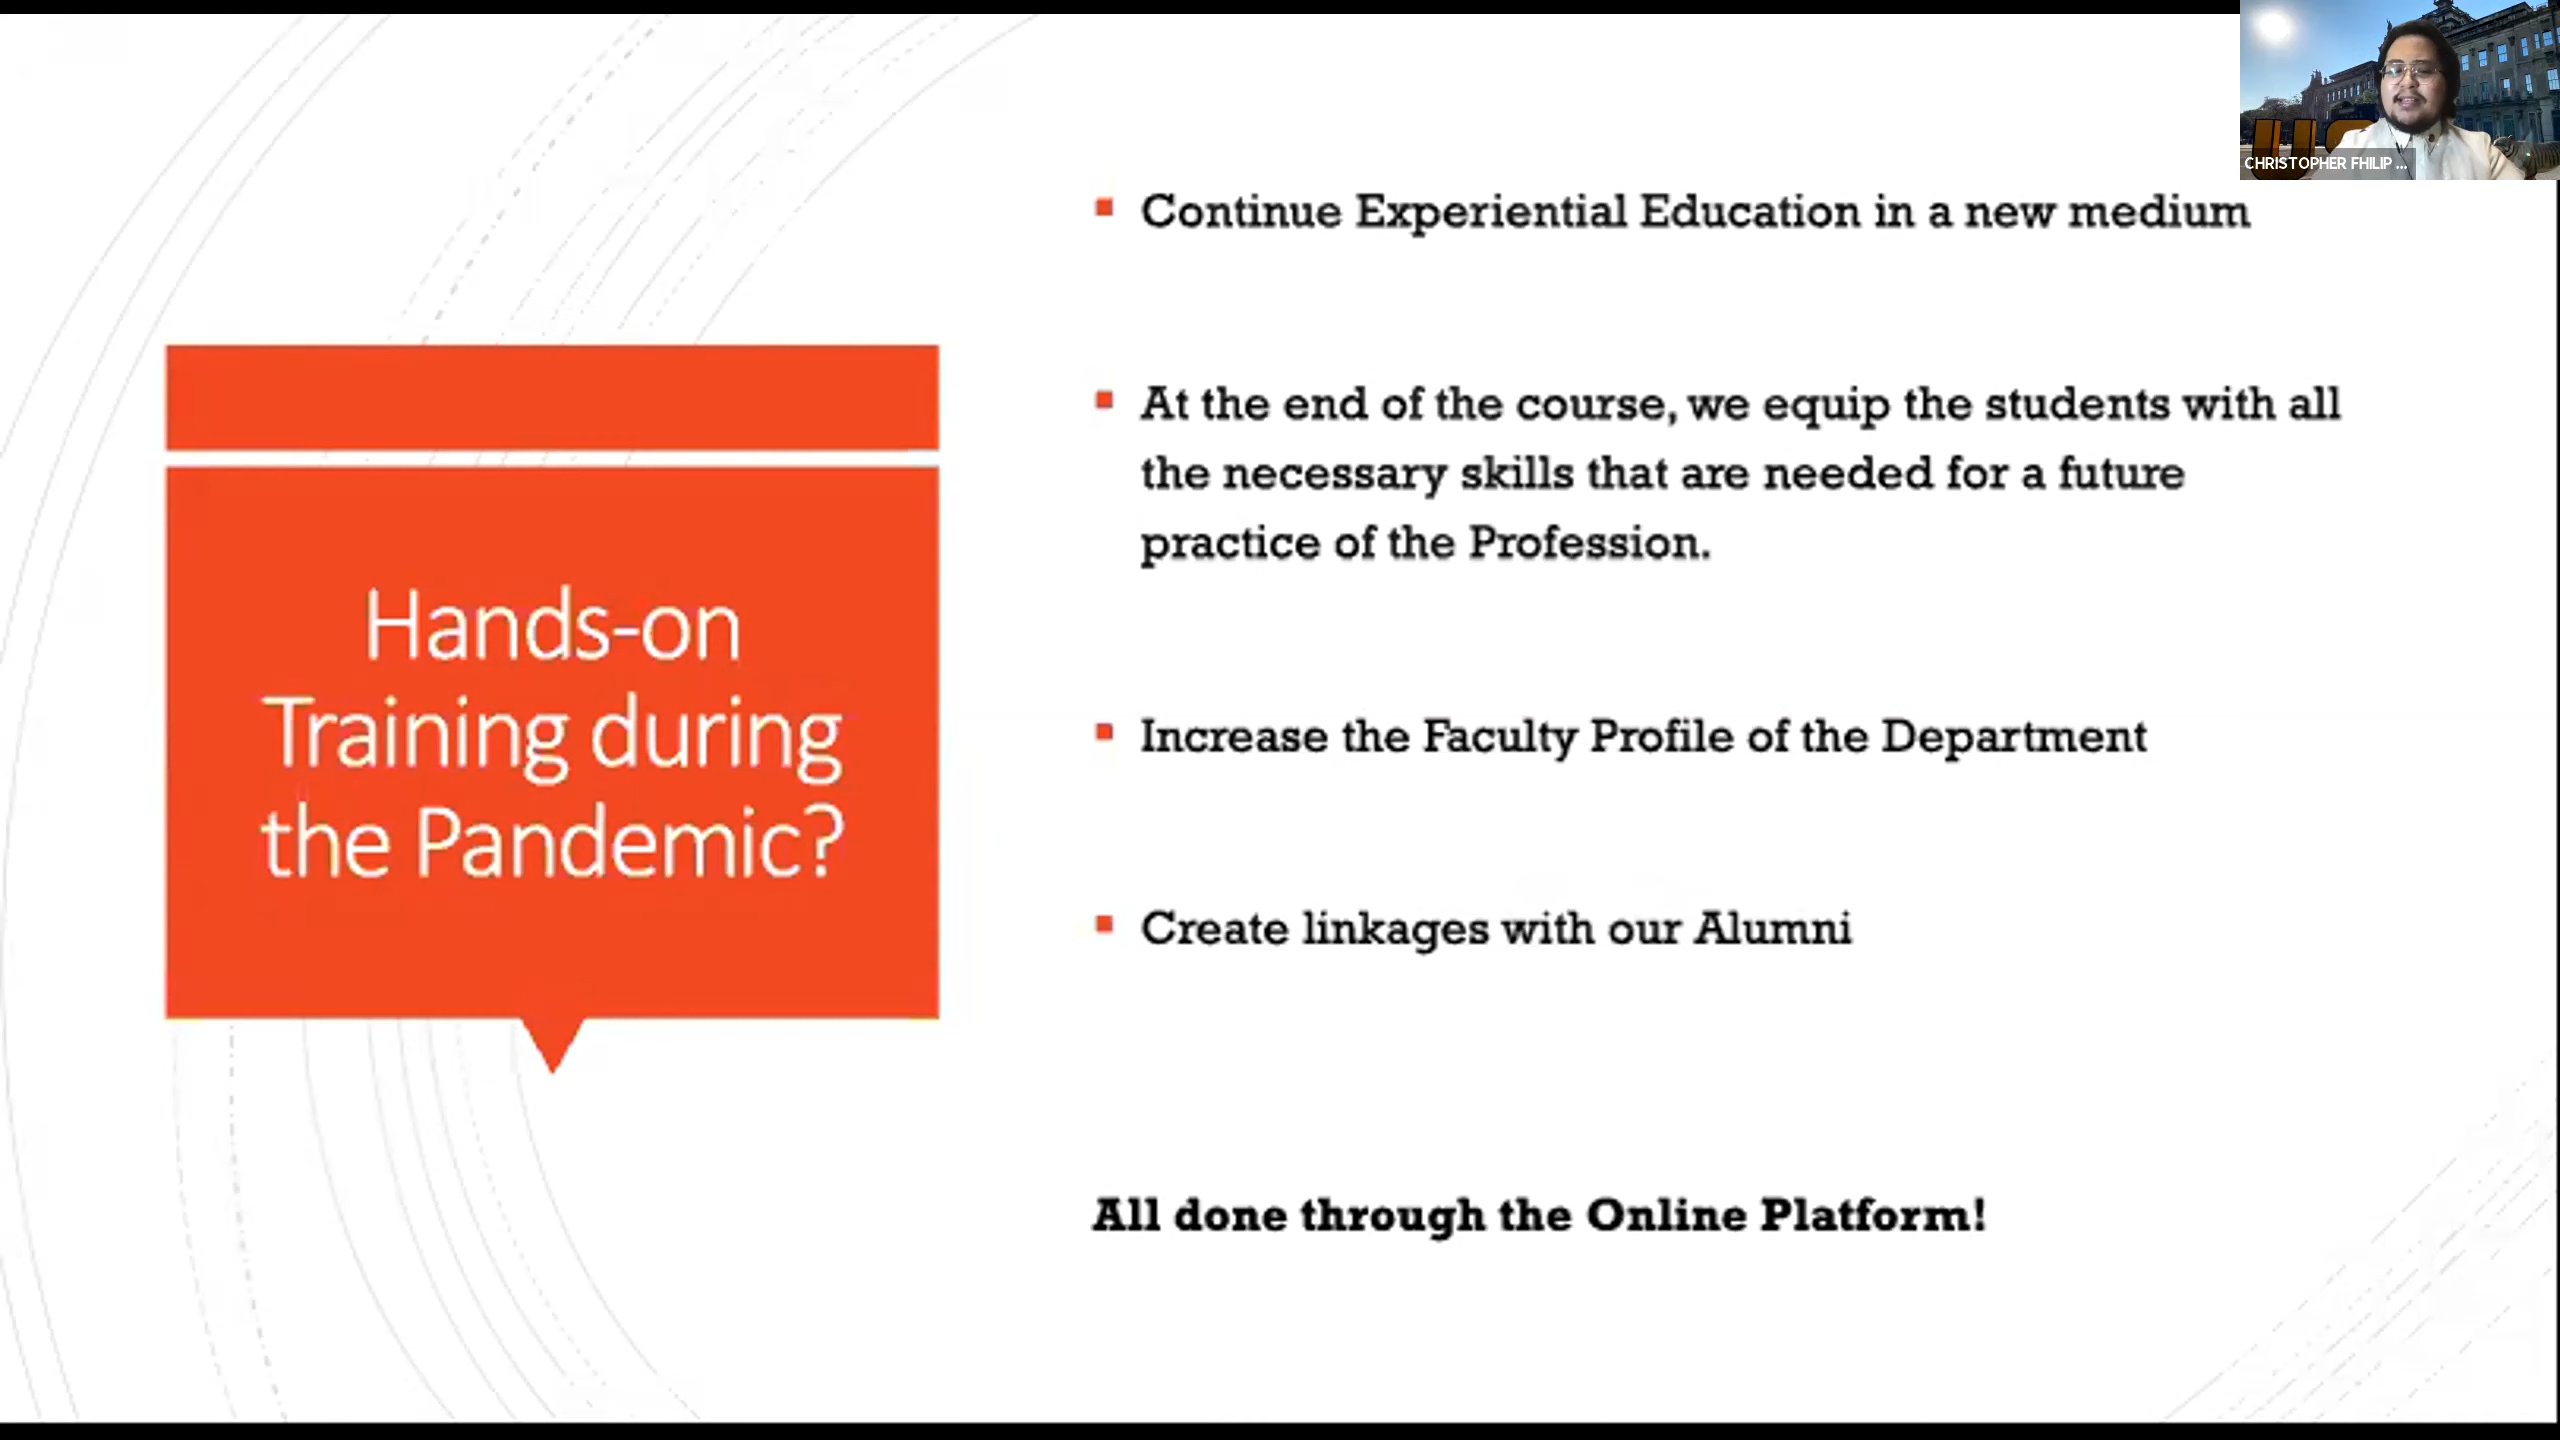 CHRISTOPHER FHILIP ...
Hands-on
Training during
the Pandemic?
Continue Experiential Education in a new medium
At the end of the course, we equip the students with all
the necessary skills that are needed for a future
practice of the Profession.
Increase the Faculty Profile of the Department
Create linkages with our Alumni
All done through the Online Platform!